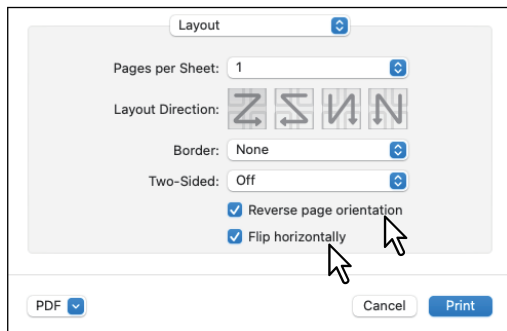 Layout
Pages per Sheet: 1
Layout Direction:
Border: None
Two-Sided: Off
Reverse page orientation
Flip horizontally
PDF Cancel Print